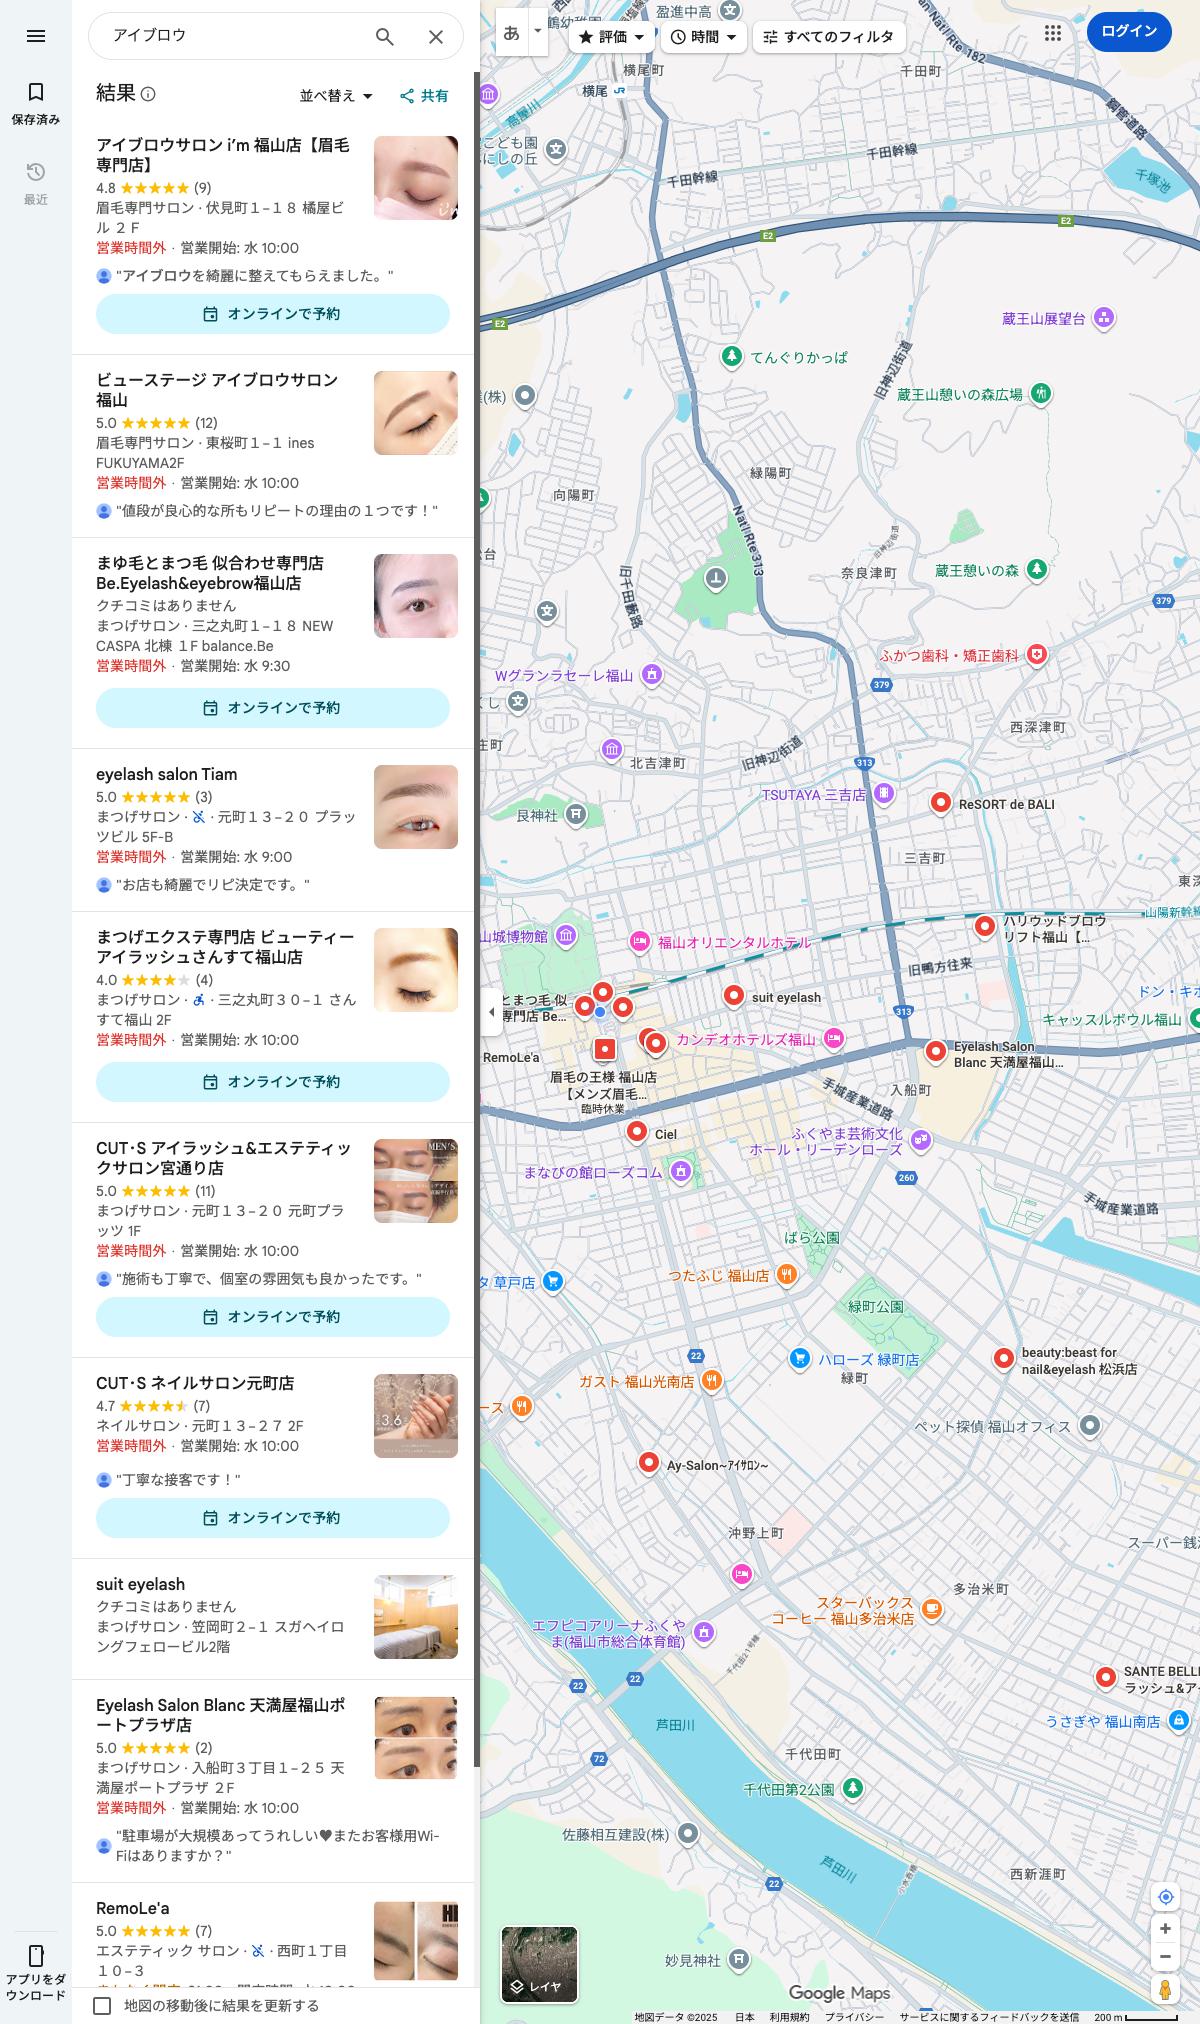 アイブロウ
保存済み
最近
アプリをダ
ウンロード
結果
並べ替え
共有
アイブロウサロン i'm 福山店【眉毛
専門店】
4.8 (9)
眉毛専門サロン · 伏見町１−１８ 橘屋ビ
ル ２Ｆ
営業時間外 · 営業開始: 水 10:00
"アイブロウを綺麗に整えてもらえました。"
オンラインで予約
ビューステージ アイブロウサロン
福山
5.0 (12)
眉毛専門サロン · 東桜町１−１ ines
FUKUYAMA2F
営業時間外 · 営業開始: 水 10:00
"値段が良心的な所もリピートの理由の１つです！"
まゆ毛とまつ毛 似合わせ専門店
Be.Eyelash&eyebrow福山店
クチコミはありません
まつげサロン · 三之丸町１−１８ NEW
CASPA 北棟 １F balance.Be
営業時間外 · 営業開始: 水 9:30
オンラインで予約
eyelash salon Tiam
5.0 (3)
まつげサロン · · 元町１３−２０ プラッ
ツビル 5F-B
営業時間外 · 営業開始: 水 9:00
"お店も綺麗でリピ決定です。"
まつげエクステ専門店 ビューティー
アイラッシュさんすて福山店
4.0 (4)
まつげサロン · · 三之丸町３０−１ さん
すて福山 2F
営業時間外 · 営業開始: 水 10:00
オンラインで予約
CUT･S アイラッシュ&エステティッ
クサロン宮通り店
5.0 (11)
まつげサロン · 元町１３−２０ 元町プラ
ッツ 1F
営業時間外 · 営業開始: 水 10:00
"施術も丁寧で、個室の雰囲気も良かったです。"
オンラインで予約
MEN'S
CUT･S ネイルサロン元町店
4.7 (7)
ネイルサロン · 元町１３−２７ 2F
営業時間外 · 営業開始: 水 10:00
"丁寧な接客です！"
オンラインで予約
3.6
suit eyelash
クチコミはありません
まつげサロン · 笠岡町２−１ スガヘイロ
ングフェロービル2階
Eyelash Salon Blanc 天満屋福山ポ
ートプラザ店
5.0 (2)
まつげサロン · 入船町３丁目１−２５ 天
満屋ポートプラザ ２F
営業時間外 · 営業開始: 水 10:00
"駐車場が大規模あってうれしい♥またお客様用Wi-
Fiはありますか？"
RemoLe'a
5.0 (7)
エステティック サロン · · 西町１丁目
１０−３
地図の移動後に結果を更新する
あ
評価
時間
すべてのフィルタ
ログイン
盈進中高
鶴幼稚園
横尾町
横尾
千田町
Nat'l Rte 182
銅管道路
高屋川
こども園
にしの丘
千田幹線
千田幹線
千塚池
E2
E2
E2
蔵王山展望台
てんぐりかっぱ
旧神辺街道
蔵王山憩いの森広場
(株)
緑陽町
向陽町
Nat'l Rte 313
台
旧神辺街道
旧千田藪路
奈良津町
蔵王憩いの森
379
ふかつ歯科・矯正歯科
Wグランラセーレ福山
379
くし
西深津町
庄町
北吉津町
旧神辺街道
313
TSUTAYA 三吉店
ReSORT de BALI
艮神社
三吉町
東深
山陽新幹線
ハリウッドブロウ
リフト福山【...
山城博物館
福山オリエンタルホテル
旧鴨方往来
とまつ毛 似
専門店 Be...
suit eyelash
ドン・キホ
313
キャッスルボウル福山
カンデオホテルズ福山
RemoLe'a
Eyelash Salon
Blanc 天満屋福山...
眉毛の王様 福山店
【メンズ眉毛...
臨時休業
手城産業道路
入船町
Ciel
ふくやま芸術文化
ホール・リーデンローズ
まなびの館ローズコム
260
手城産業道路
ばら公園
つたふじ 福山店
タ 草戸店
緑町公園
22
ハローズ 緑町店
beauty:beast for
nail&eyelash 松浜店
緑町
ガスト 福山光南店
ース
ペット探偵 福山オフィス
Ay-Salon~ｱｲｻﾛﾝ~
沖野上町
スーパー銭湯
多治米町
スターバックス
コーヒー 福山多治米店
エフピコアリーナふくや
ま(福山市総合体育館)
22
22
SANTE BELL
ラッシュ&ア
うさぎや 福山南店
芦田川
72
千代田町
千代田第2公園
佐藤相互建設(株)
芦田川
22
西新涯町
妙見神社
レイヤ
Google Maps
地図データ ©2025 日本 利用規約 プライバシー サービスに関するフィードバックを送信 200 m